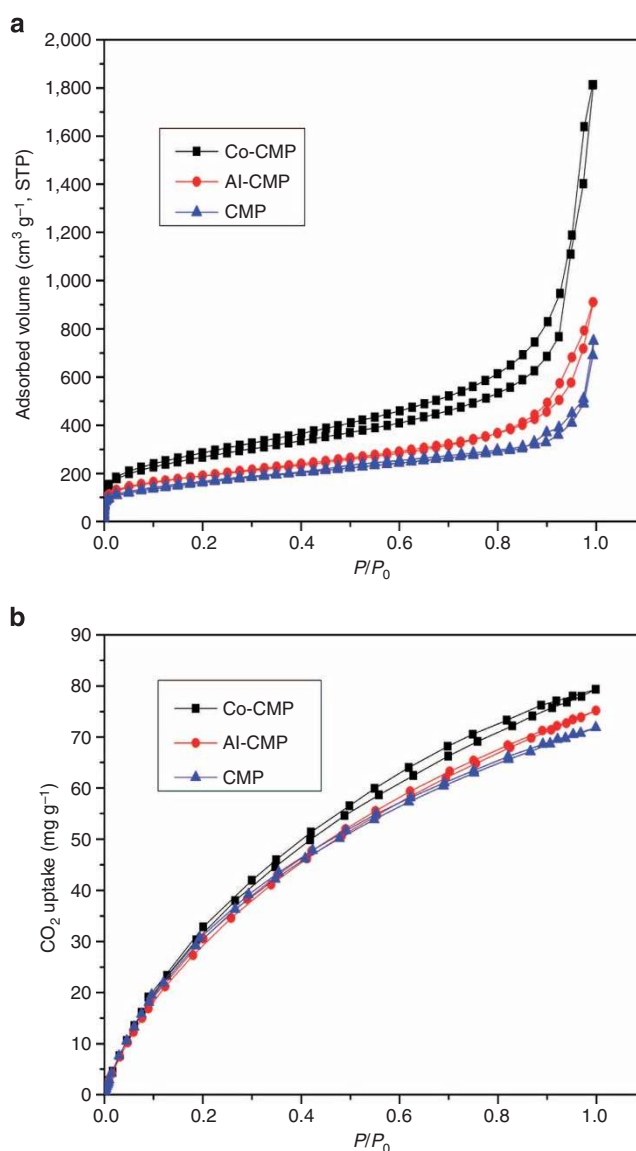 a
2,000
1,800
1,600
1,400
1,200
1,000
800
600
400
200
0
Adsorbed volume (cm³ g⁻¹, STP)
Co-CMP
Al-CMP
CMP
0.0 0.2 0.4 0.6 0.8 1.0
P/P₀
b
90
80
70
60
50
40
30
20
10
0
CO₂ uptake (mg g⁻¹)
Co-CMP
Al-CMP
CMP
0.0 0.2 0.4 0.6 0.8 1.0
P/P₀